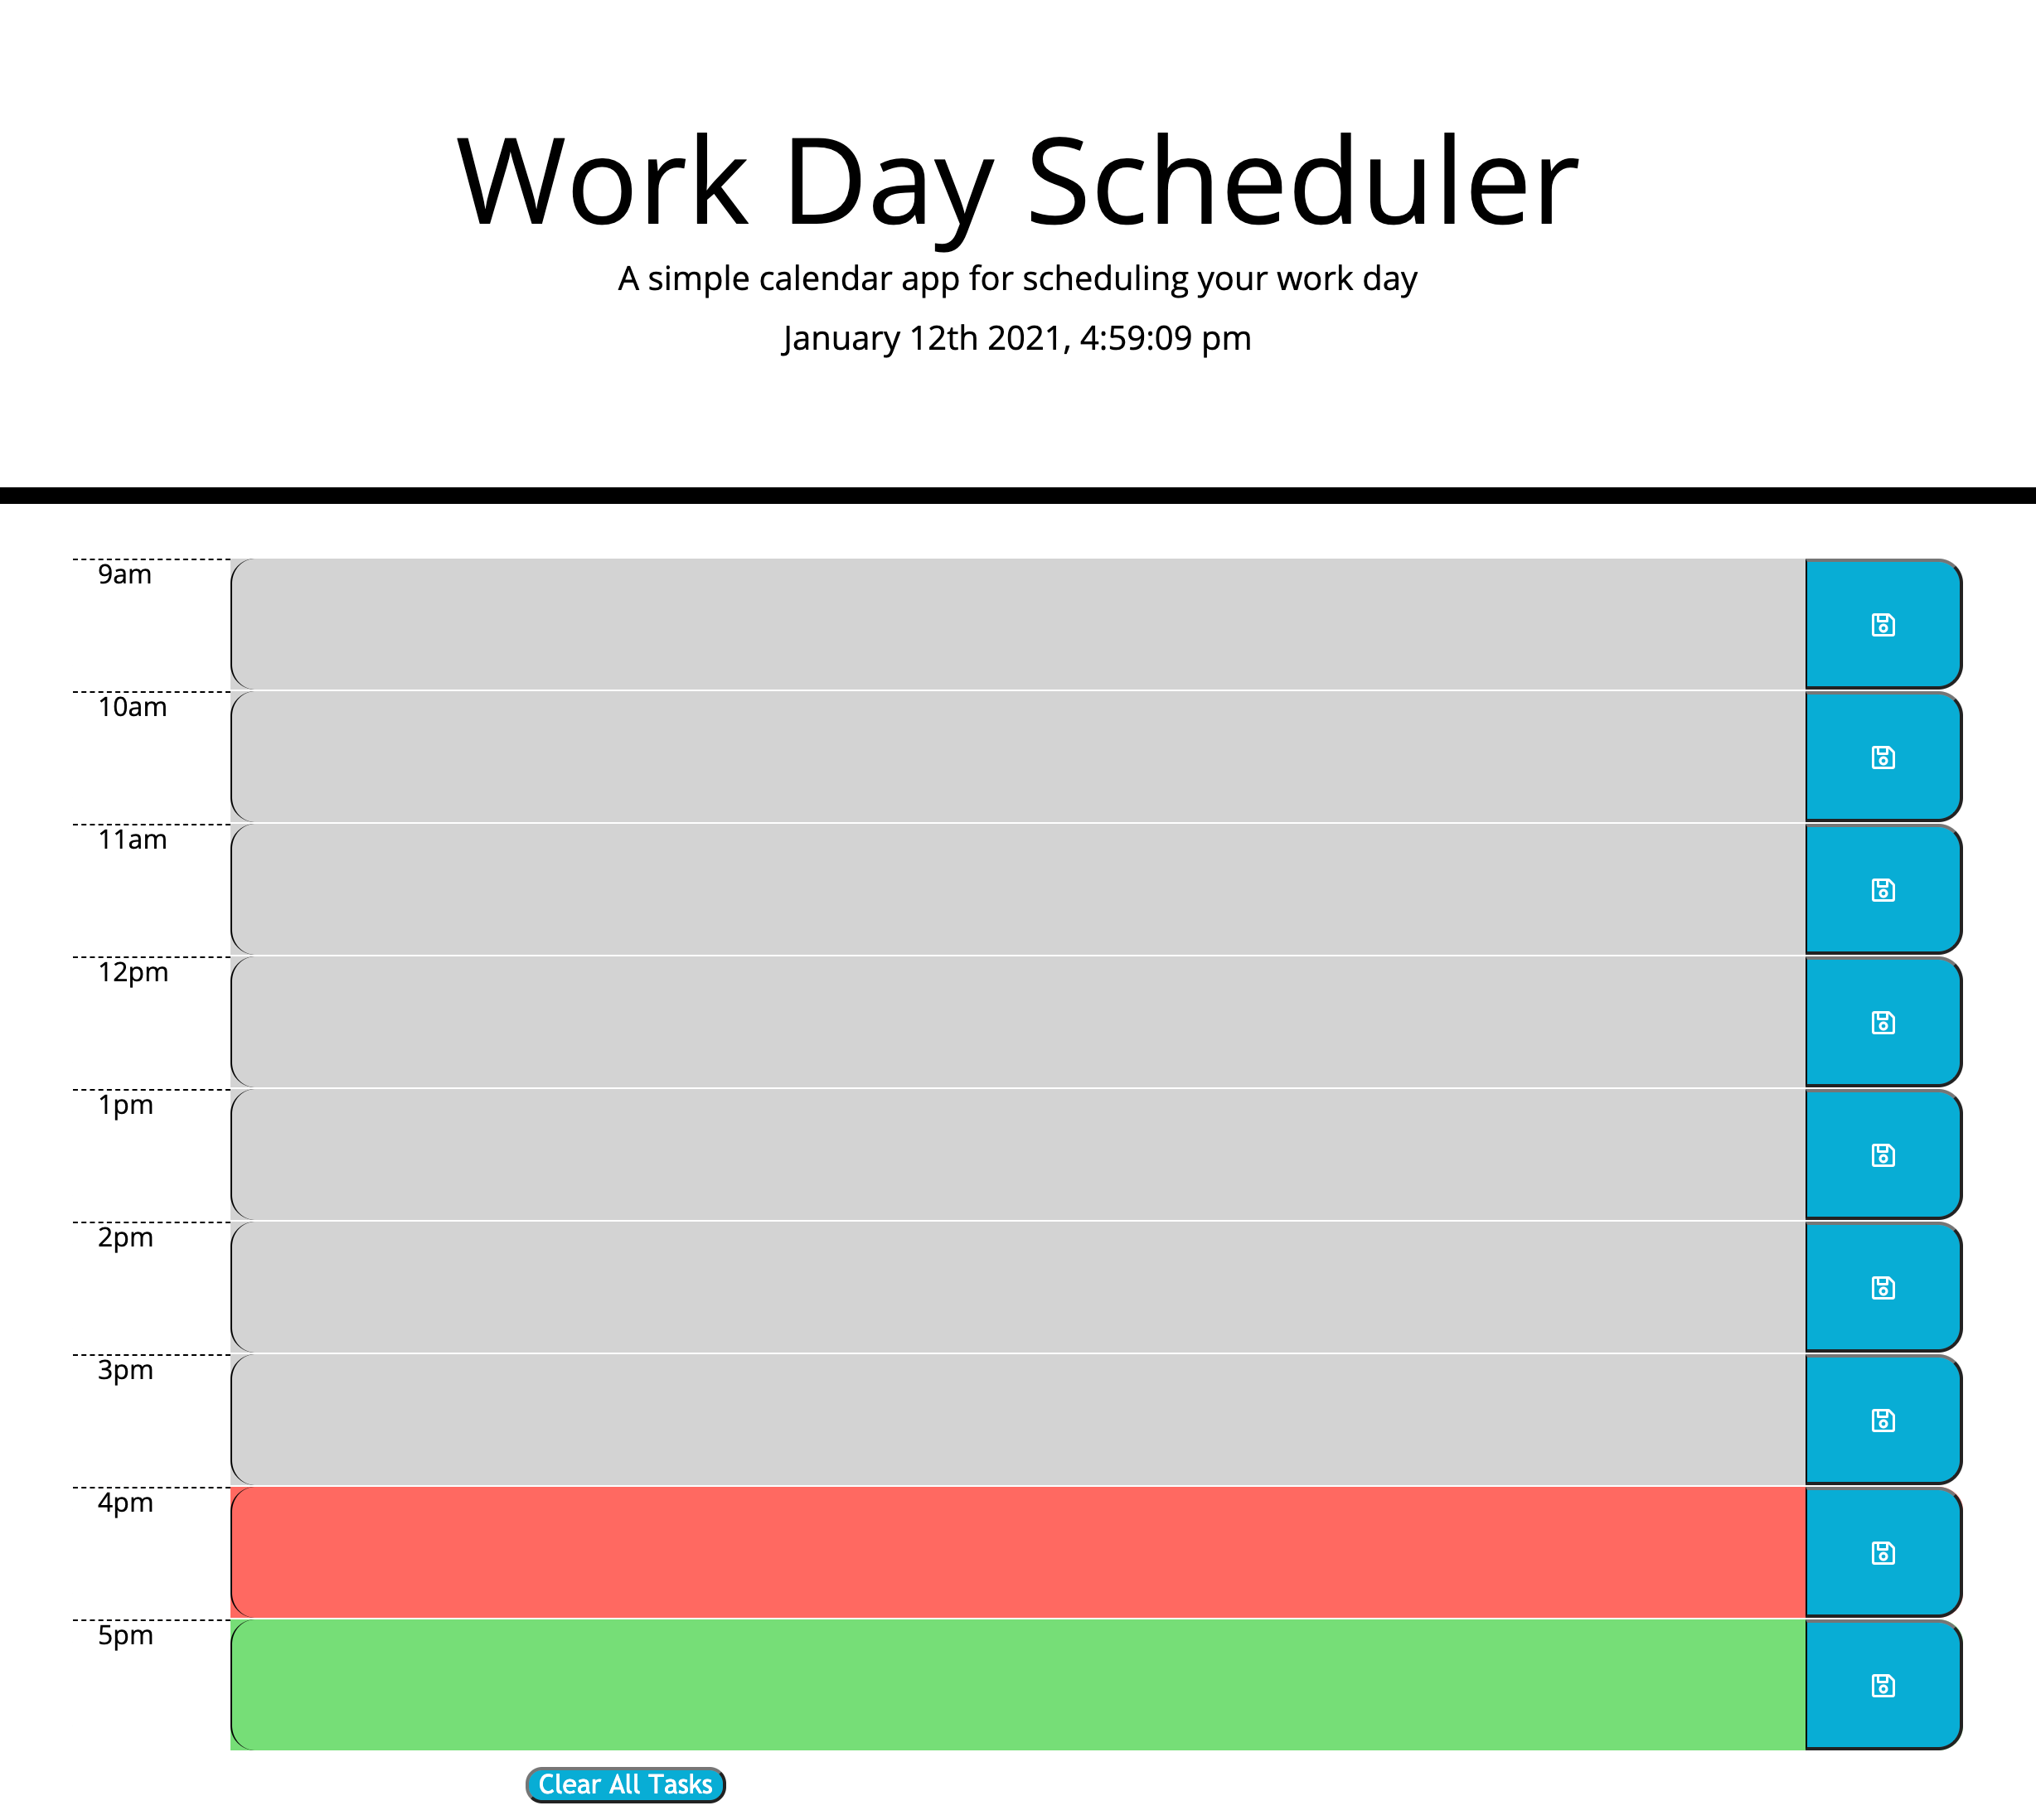 Work Day Scheduler
A simple calendar app for scheduling your work day
January 12th 2021, 4:59:09 pm
9am
10am
11am
12pm
1pm
2pm
3pm
4pm
5pm
Clear All Tasks